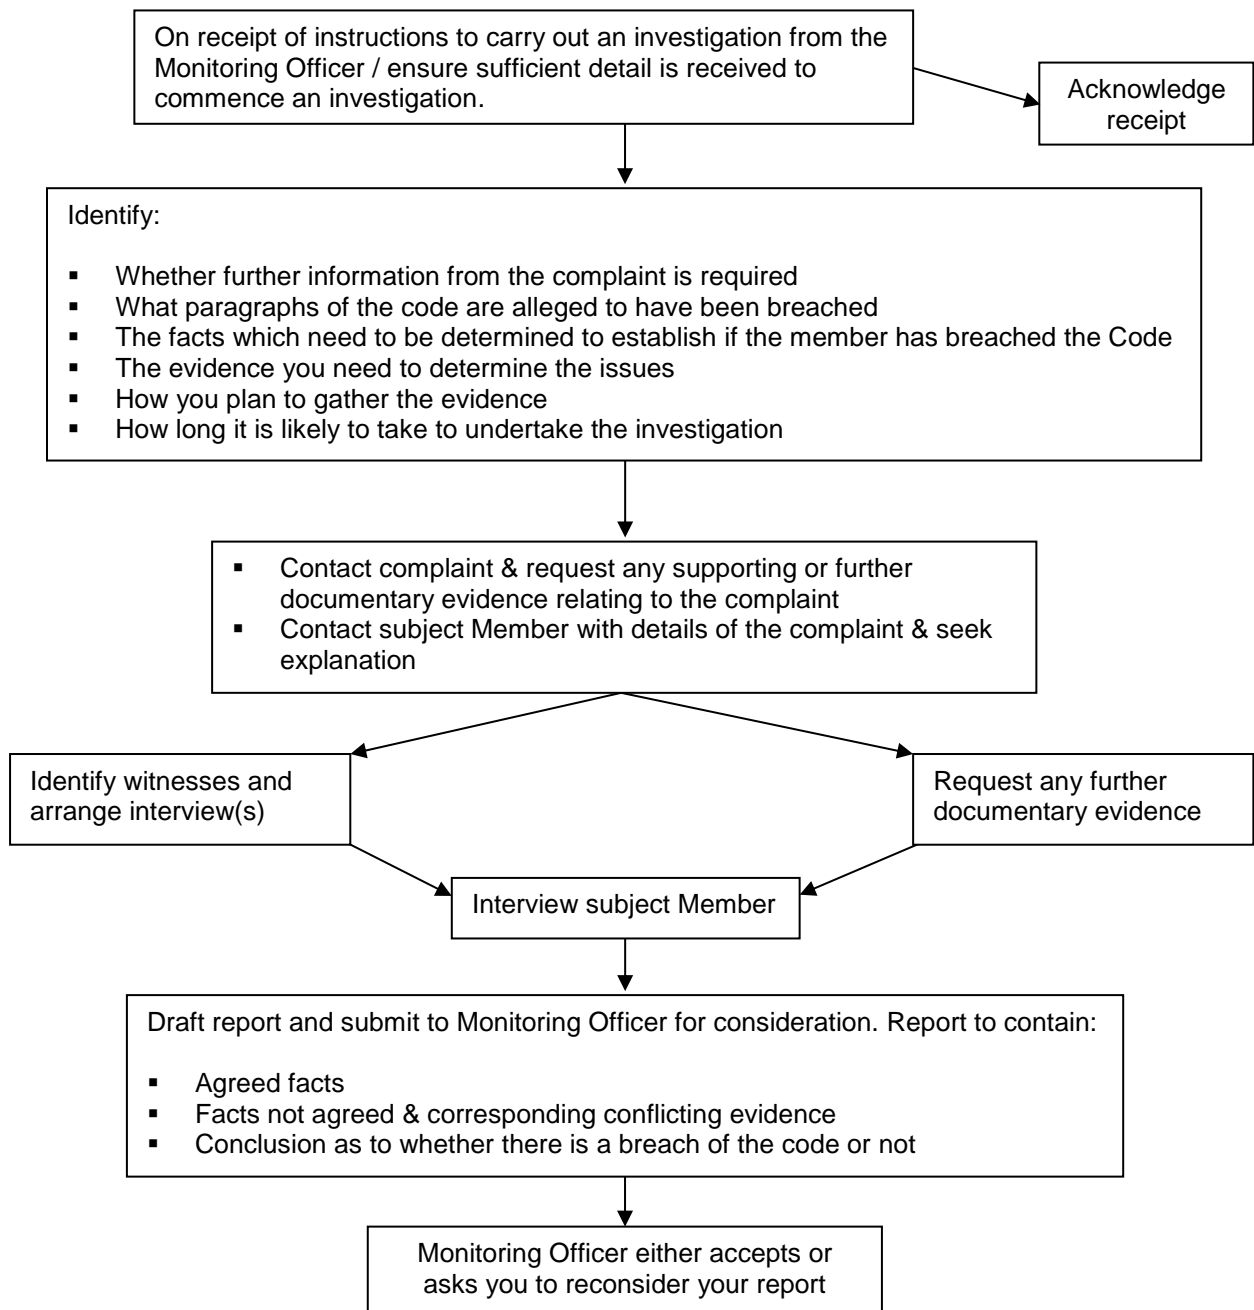 On receipt of instructions to carry out an investigation from the
Monitoring Officer / ensure sufficient detail is received to
commence an investigation.
Acknowledge
receipt
Identify:
▪ Whether further information from the complaint is required
▪ What paragraphs of the code are alleged to have been breached
▪ The facts which need to be determined to establish if the member has breached the Code
▪ The evidence you need to determine the issues
▪ How you plan to gather the evidence
▪ How long it is likely to take to undertake the investigation
▪ Contact complaint & request any supporting or further
documentary evidence relating to the complaint
▪ Contact subject Member with details of the complaint & seek
explanation
Identify witnesses and
arrange interview(s)
Request any further
documentary evidence
Interview subject Member
Draft report and submit to Monitoring Officer for consideration. Report to contain:
▪ Agreed facts
▪ Facts not agreed & corresponding conflicting evidence
▪ Conclusion as to whether there is a breach of the code or not
Monitoring Officer either accepts or
asks you to reconsider your report